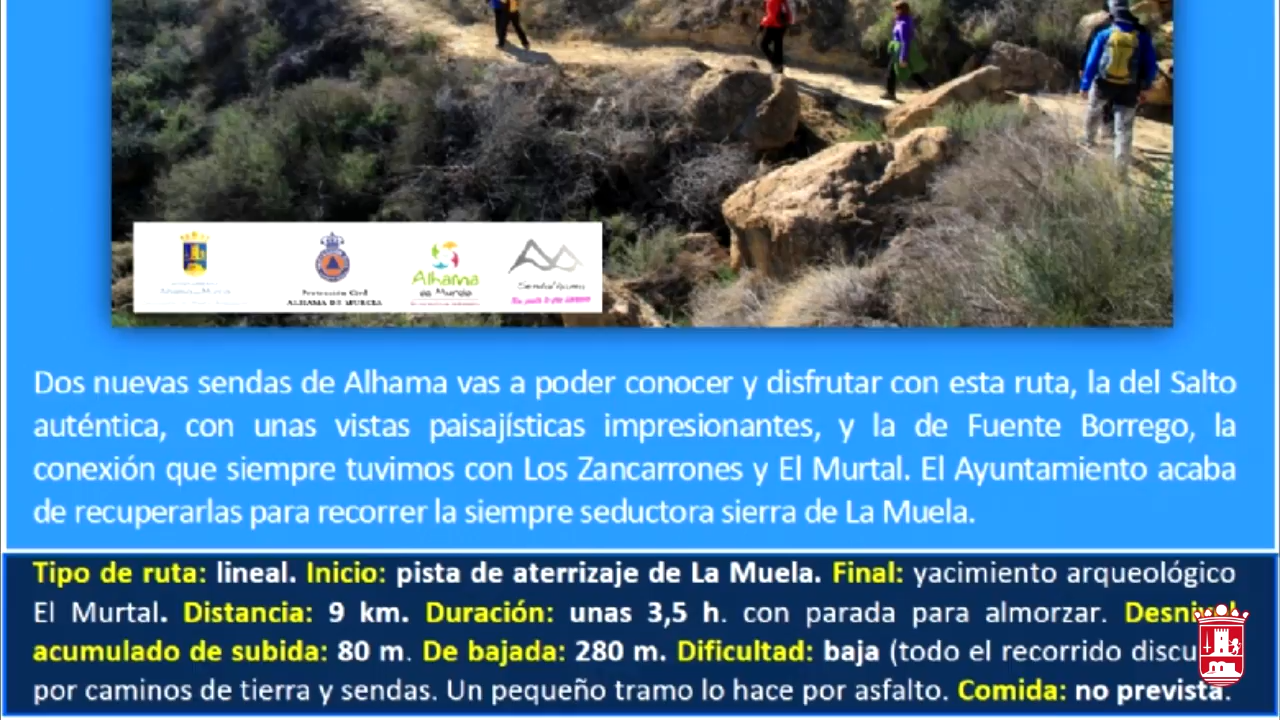 Protección Civil
Alhama
ALHAMA DE MURCIA
de Murcia
Dos nuevas sendas de Alhama vas a poder conocer y disfrutar con esta ruta, la del Salto
auténtica, con unas vistas paisajísticas impresionantes, y la de Fuente Borrego, la
conexión que siempre tuvimos con Los Zancarrones y El Murtal. El Ayuntamiento acaba
de recuperarlas para recorrer la siempre seductora sierra de La Muela.
Tipo de ruta: lineal. Inicio: pista de aterrizaje de La Muela. Final: yacimiento arqueológico
El Murtal. Distancia: 9 km. Duración: unas 3,5 h. con parada para almorzar. Desnivel
acumulado de subida: 80 m. De bajada: 280 m. Dificultad: baja (todo el recorrido discu
por caminos de tierra y sendas. Un pequeño tramo lo hace por asfalto. Comida: no prevista.